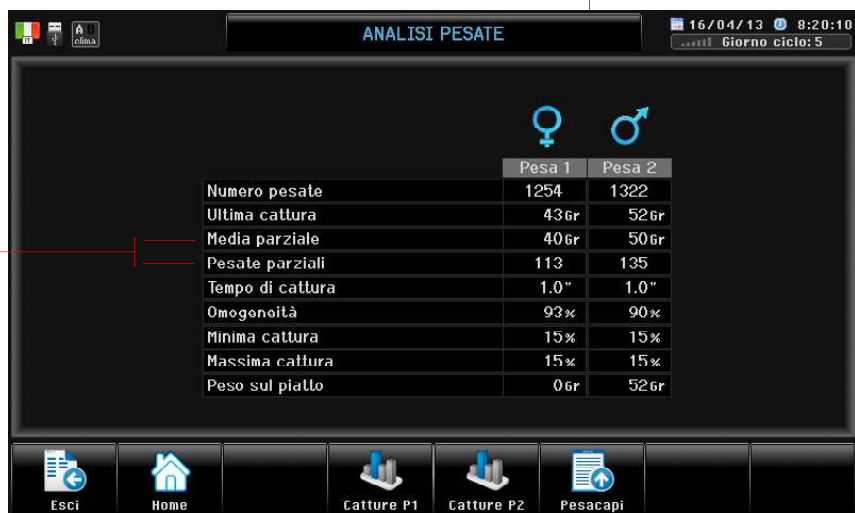 IT
A B
clima
ANALISI PESATE
16/04/13 8:20:10
Giorno ciclo: 5
Pesa 1 Pesa 2
Numero pesate 1254 1322
Ultima cattura 43Gr 52Gr
Media parziale 40Gr 50Gr
Pesate parziali 113 135
Tempo di cattura 1.0" 1.0"
Omogeneità 93% 90%
Minima cattura 15% 15%
Massima cattura 15% 15%
Peso sul piatto 0Gr 52Gr
Esci Home Catture P1 Catture P2 Pesacapi